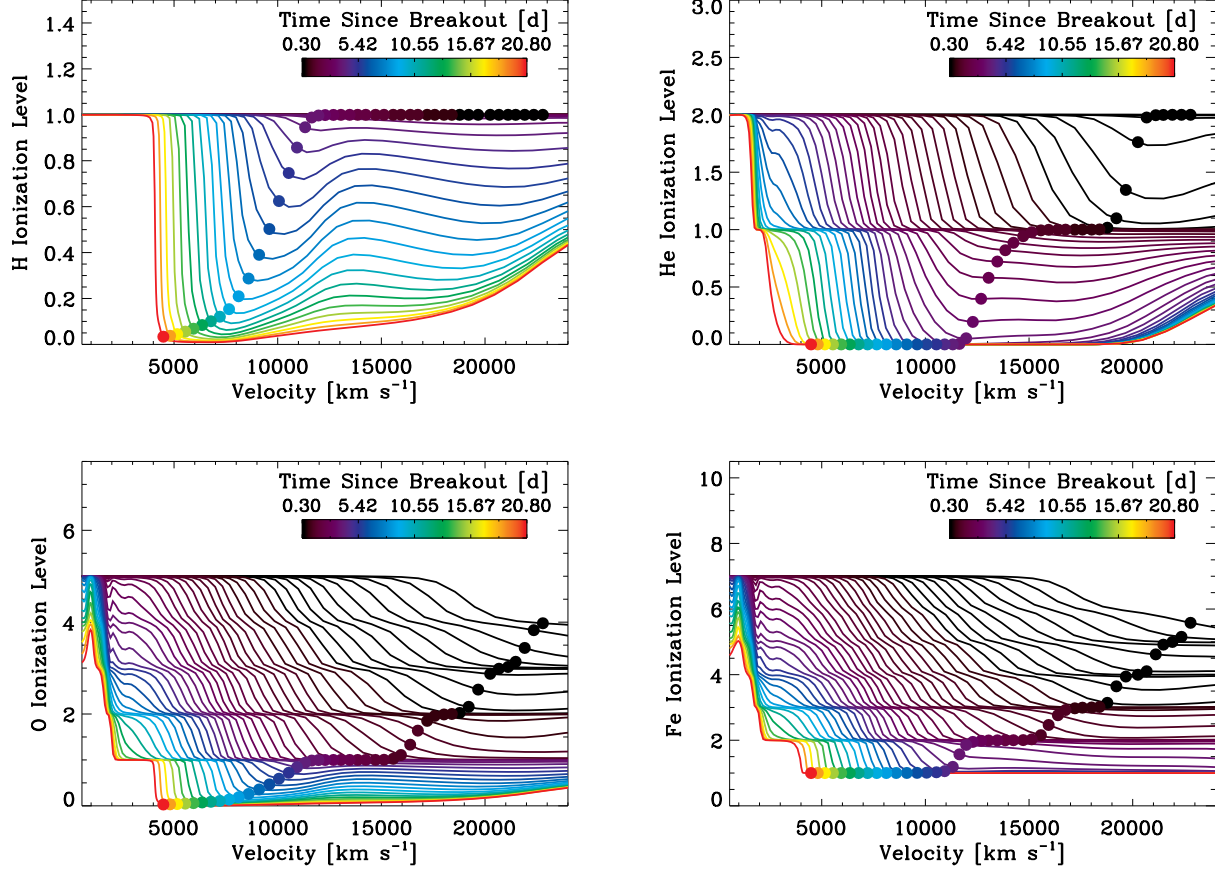 Time Since Breakout [d]
0.30 5.42 10.55 15.67 20.80
H Ionization Level
1.4
1.2
1.0
0.8
0.6
0.4
0.2
0.0
5000 10000 15000 20000
Velocity [km s⁻¹]
Time Since Breakout [d]
0.30 5.42 10.55 15.67 20.80
He Ionization Level
3.0
2.5
2.0
1.5
1.0
0.5
0.0
5000 10000 15000 20000
Velocity [km s⁻¹]
Time Since Breakout [d]
0.30 5.42 10.55 15.67 20.80
O Ionization Level
6
4
2
0
5000 10000 15000 20000
Velocity [km s⁻¹]
Time Since Breakout [d]
0.30 5.42 10.55 15.67 20.80
Fe Ionization Level
10
8
6
4
2
0
5000 10000 15000 20000
Velocity [km s⁻¹]